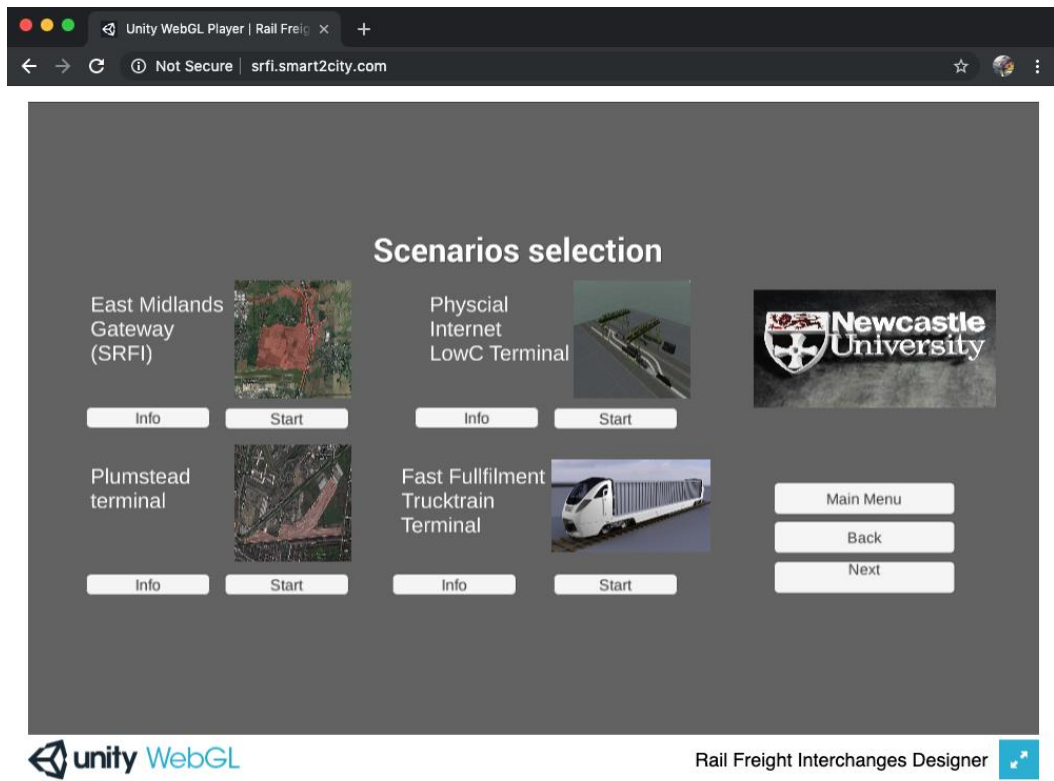 Unity WebGL Player | Rail Freig
Not Secure | srfi.smart2city.com
Scenarios selection
East Midlands
Gateway
(SRFI)
Info
Start
Physcial
Internet
LowC Terminal
Info
Start
Newcastle
University
Plumstead
terminal
Info
Start
Fast Fullfilment
Trucktrain
Terminal
Info
Start
Main Menu
Back
Next
unity WebGL
Rail Freight Interchanges Designer